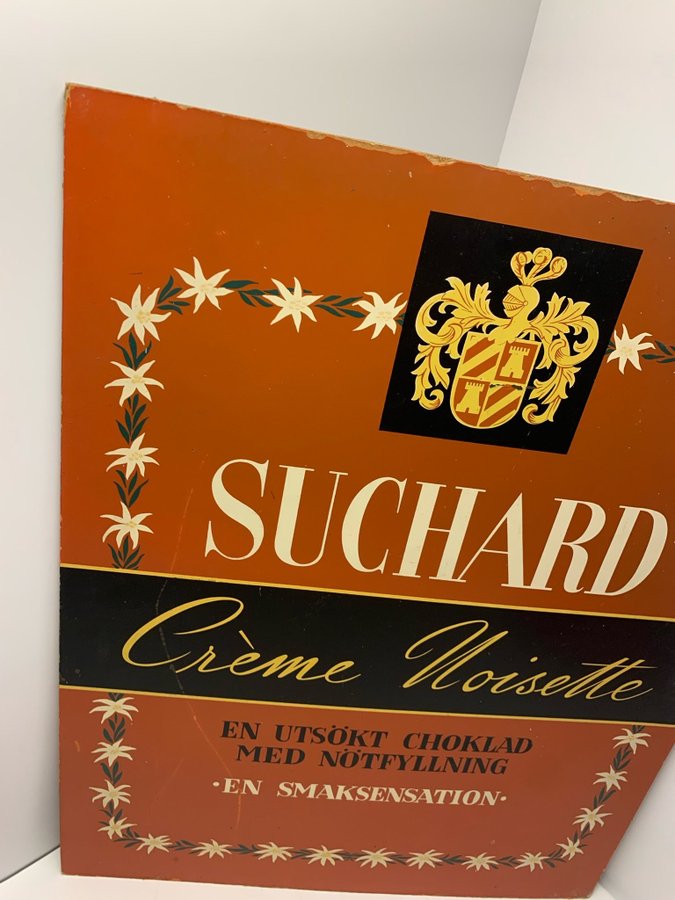 SUCHARD
Crème Noisette
EN UTSÖKT CHOKLAD
MED NÖTFYLLNING
·EN SMAKSENSATION·